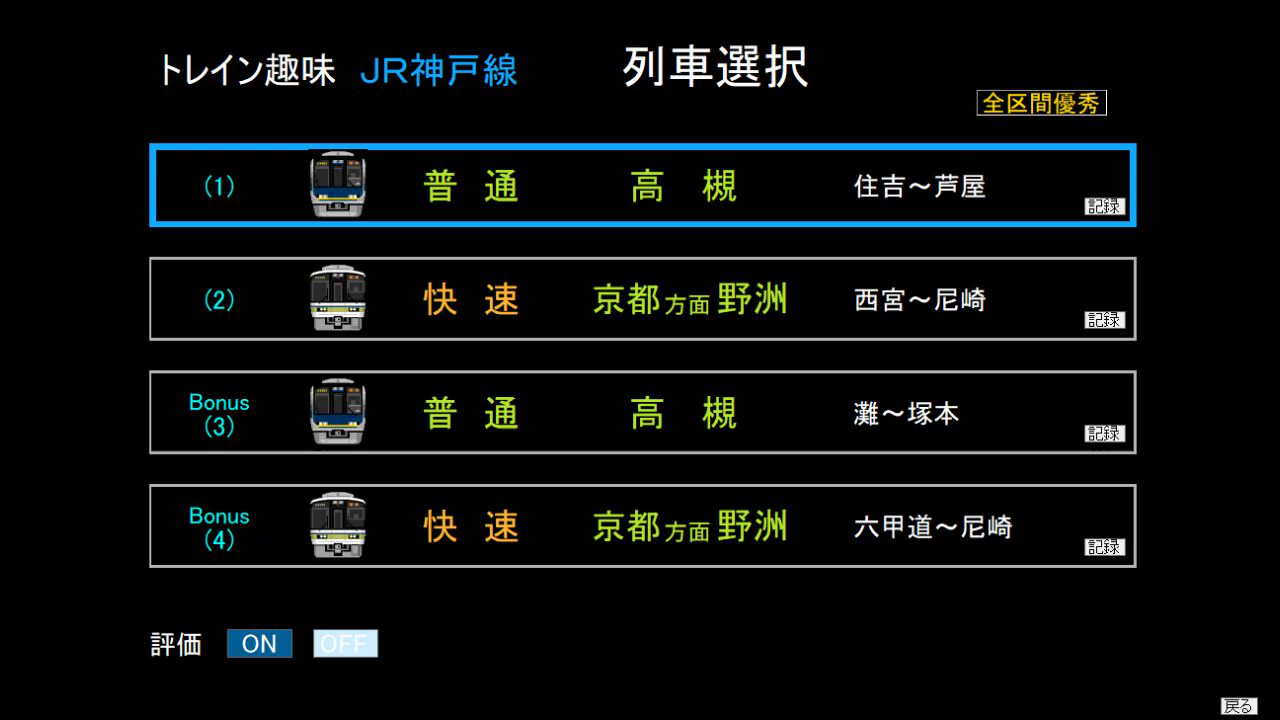 トレイン趣味 JR神戸線 列車選択
全区間優秀
(1) 普通 高槻 住吉～芦屋
記録
(2) 快速 京都方面野洲 西宮～尼崎
記録
Bonus
(3) 普通 高槻 灘～塚本
記録
Bonus
(4) 快速 京都方面野洲 六甲道～尼崎
記録
評価 ON OFF
戻る